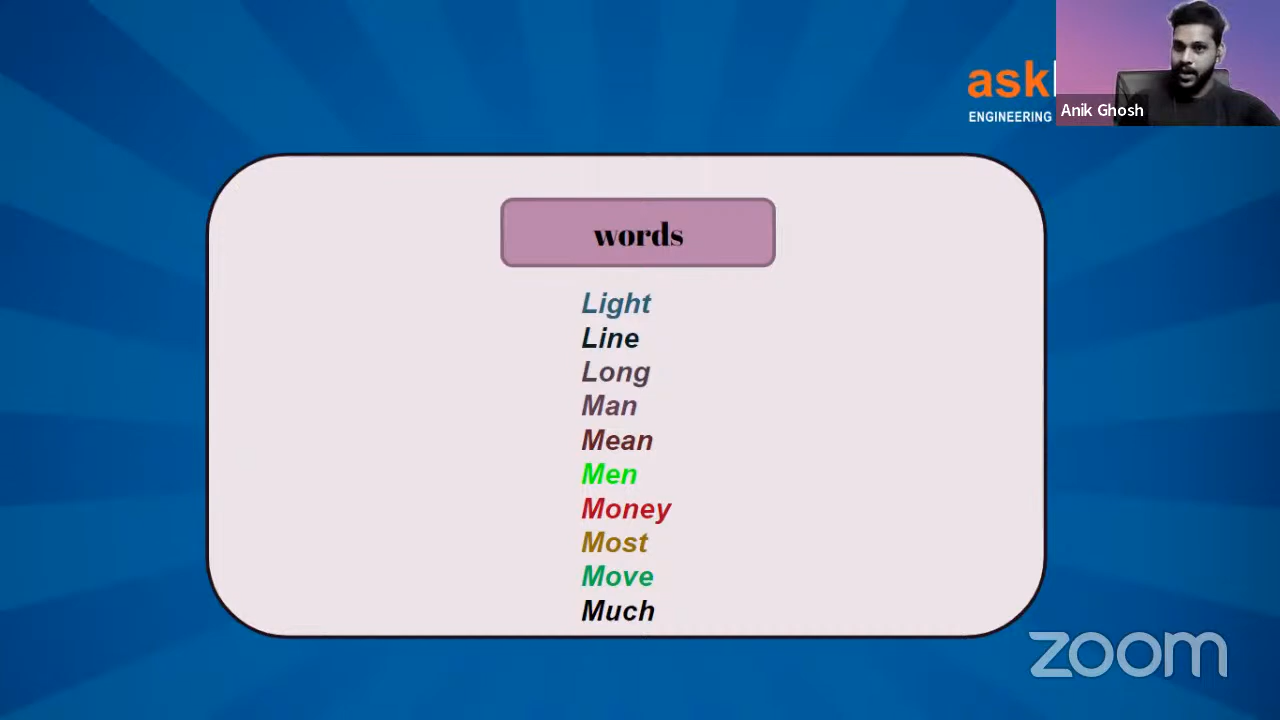 ask
ENGINEERING
Anik Ghosh
words
Light
Line
Long
Man
Mean
Men
Money
Most
Move
Much
zoom